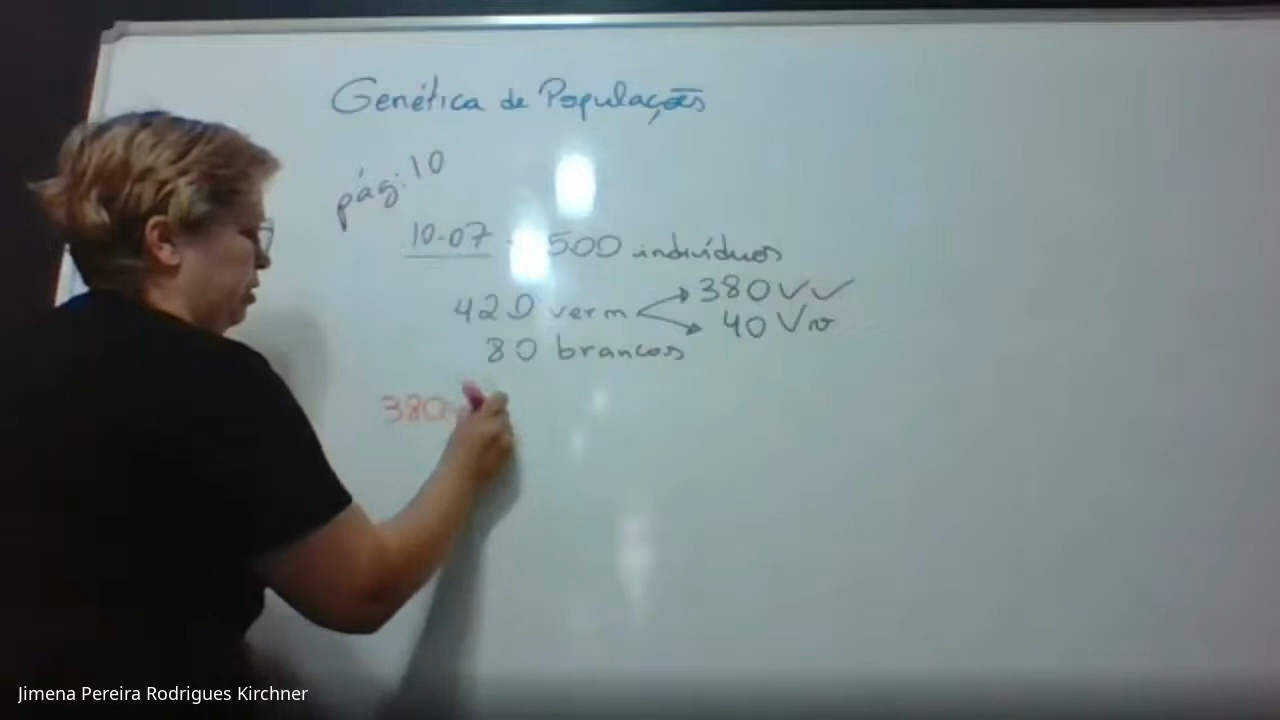 Genética de Populações
pág. 10
10.07 - 500 indivíduos
420 verm → 380 VV
→ 40 Vv
80 brancos
380
Jimena Pereira Rodrigues Kirchner